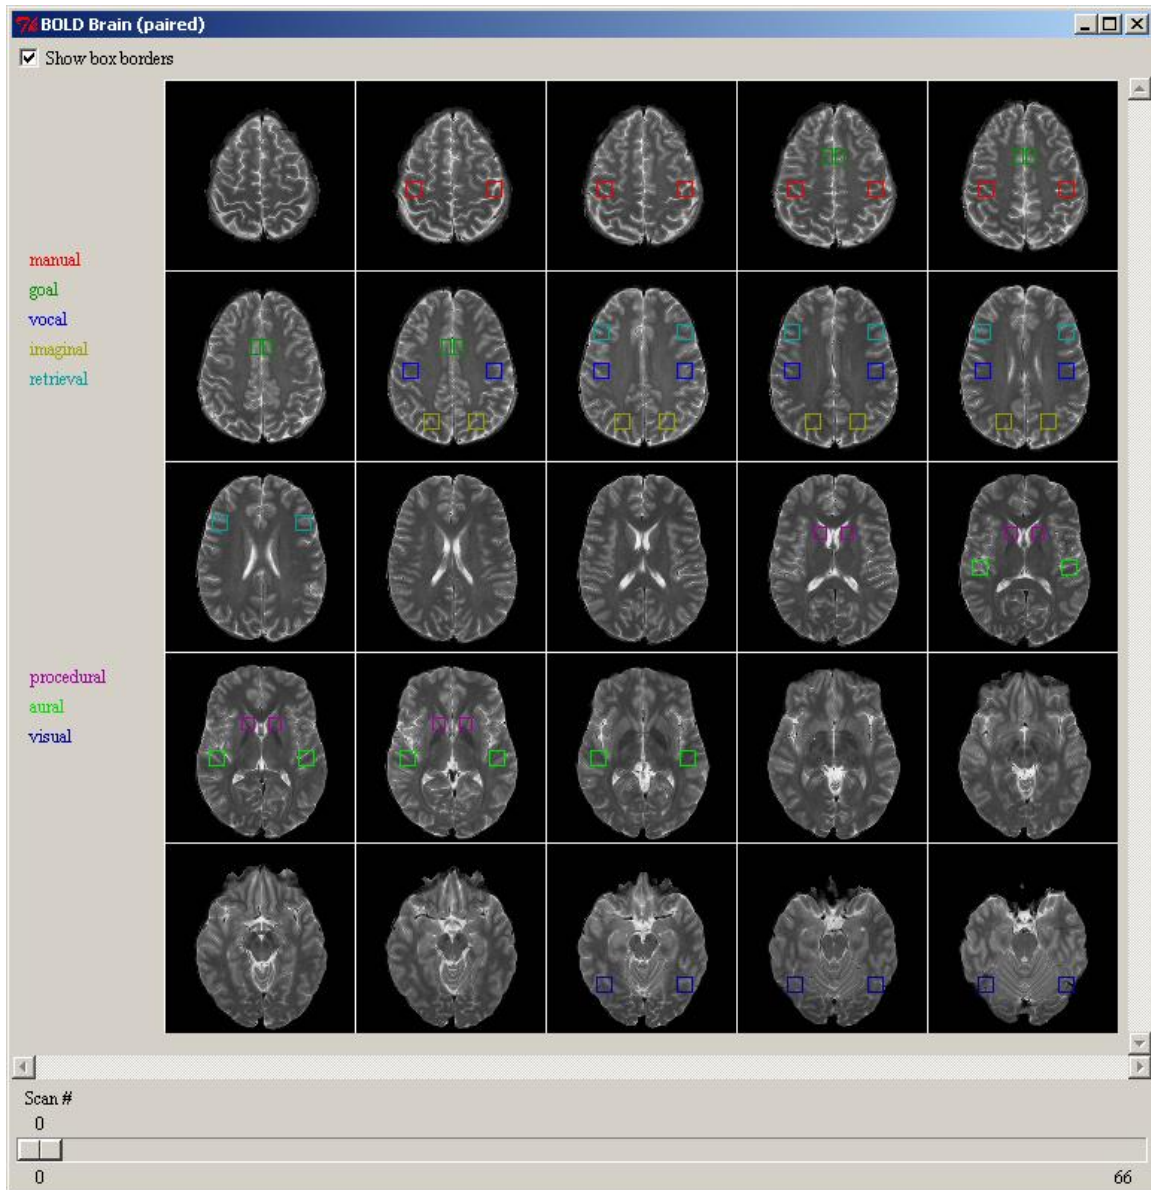 BOLD Brain (paired)
Show box borders
manual
goal
vocal
imaginal
retrieval
procedural
aural
visual
Scan #
0
0
66